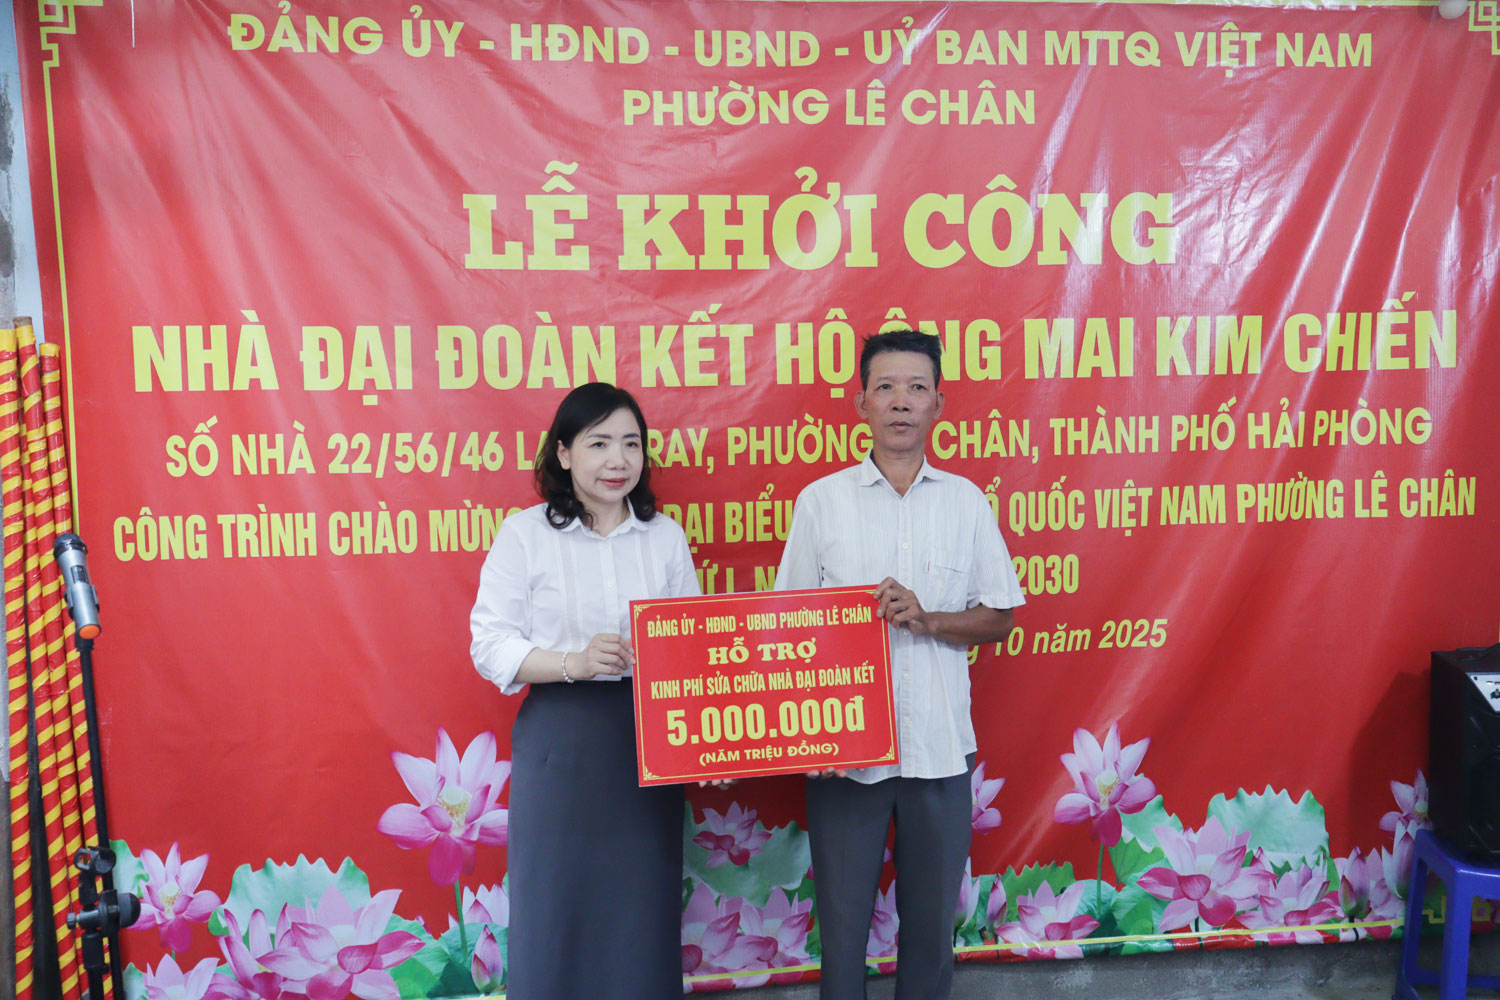 ĐẢNG ỦY - HĐND - UBND - UỶ BAN MTTQ VIỆT NAM
PHƯỜNG LÊ CHÂN
LỄ KHỞI CÔNG
NHÀ ĐẠI ĐOÀN KẾT HỘ ÔNG MAI KIM CHIẾN
SỐ NHÀ 22/56/46 RAY, PHƯỜNG CHÂN, THÀNH PHỐ HẢI PHÒNG
CÔNG TRÌNH CHÀO MỪNG ĐẠI BIỂU QUỐC VIỆT NAM PHƯỜNG LÊ CHÂN
2030
10 năm 2025
ĐẢNG ỦY - HĐND - UBND PHƯỜNG LÊ CHÂN
HỖ TRỢ
KINH PHÍ SỬA CHỮA NHÀ ĐẠI ĐOÀN KẾT
5.000.000đ
(NĂM TRIỆU ĐỒNG)